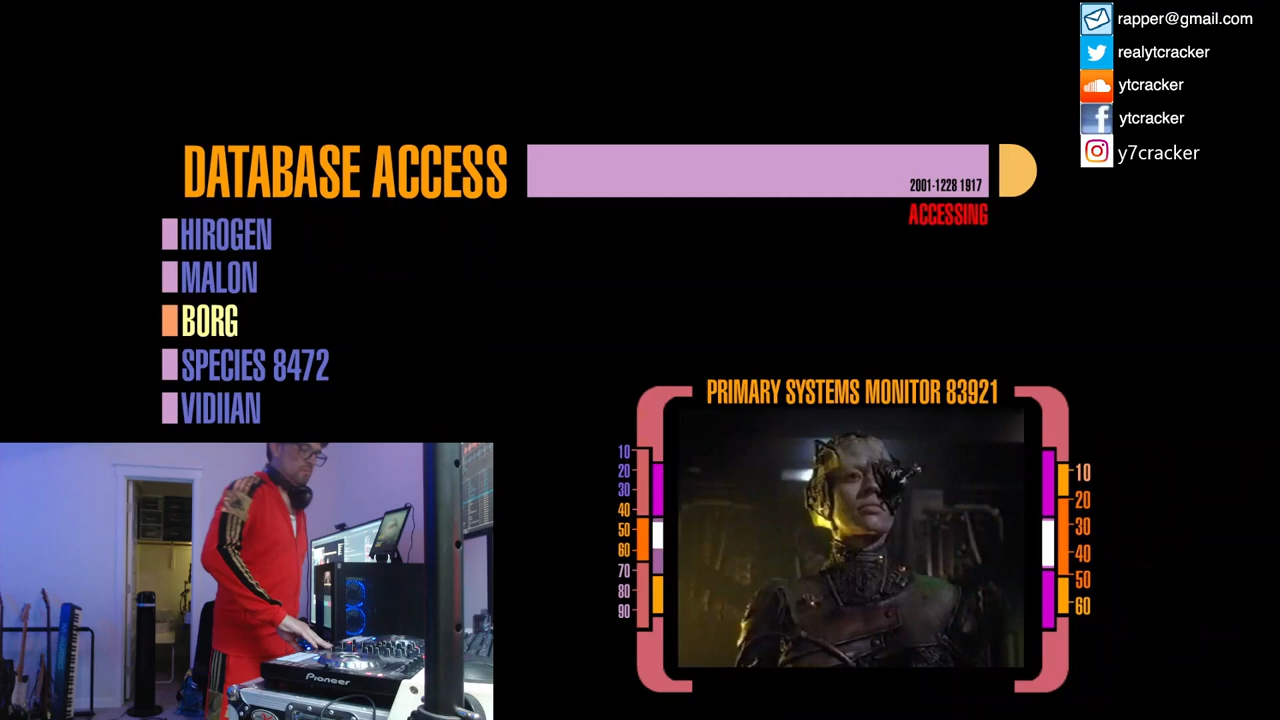 rapper@gmail.com
realytcracker
ytcracker
ytcracker
y7cracker
DATABASE ACCESS
2001-1228 1917
ACCESSING
HIROGEN
MALON
BORG
SPECIES 8472
VIDIIAN
PRIMARY SYSTEMS MONITOR 83921
10
20
30
40
50
60
70
80
90
10
20
30
40
50
60
Pioneer